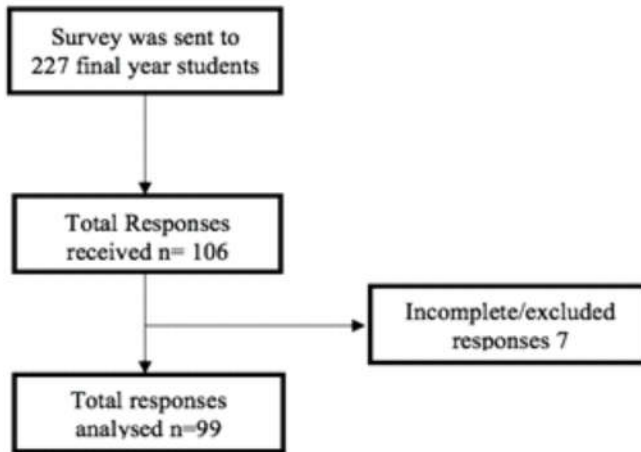 Survey was sent to
227 final year students
Total Responses
received n= 106
Incomplete/excluded
responses 7
Total responses
analysed n=99